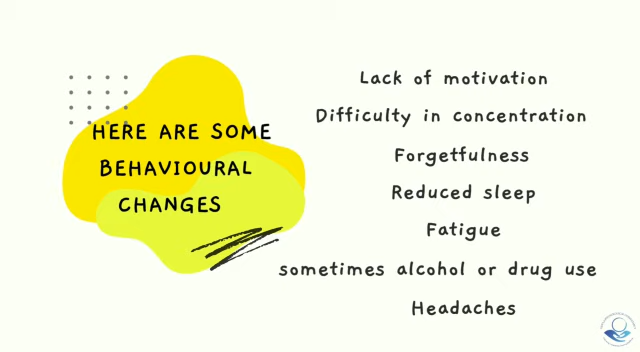 HERE ARE SOME
BEHAVIOURAL
CHANGES
Lack of motivation
Difficulty in concentration
Forgetfulness
Reduced sleep
Fatigue
sometimes alcohol or drug use
Headaches